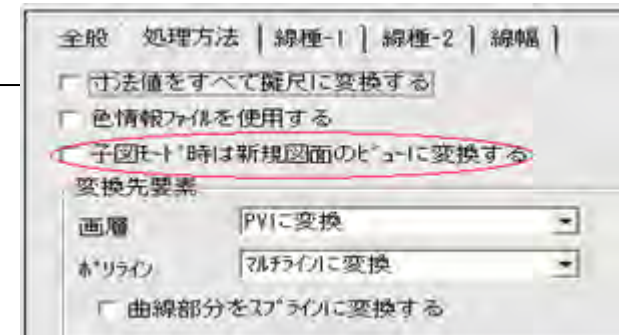 全般 処理方法 線種-1 線種-2 線幅
寸法値をすべて擬尺に変換する
色情報ファイルを使用する
子図モード時は新規図面のビューに変換する
変換先要素
画層 PVに変換
ポリライン マルチラインに変換
曲線部分をスプラインに変換する